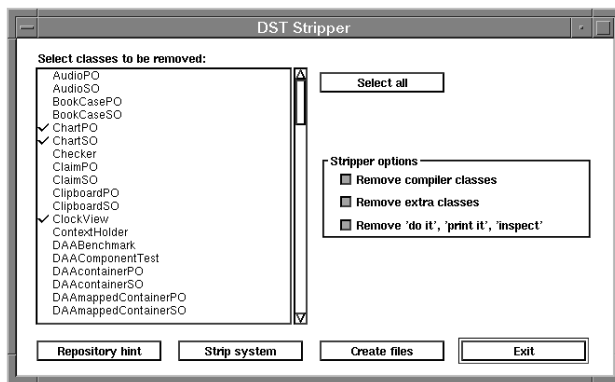 DST Stripper
Select classes to be removed:
AudioPO
AudioSO
BookCasePO
BookCaseSO
ChartPO
ChartSO
Checker
ClaimPO
ClaimSO
ClipboardPO
ClipboardSO
ClockView
ContextHolder
DAABenchmark
DAAComponentTest
DAAcontainerPO
DAAcontainerSO
DAAmappedContainerPO
DAAmappedContainerSO
Select all
Stripper options
Remove compiler classes
Remove extra classes
Remove 'do it', 'print it', 'inspect'
Repository hint
Strip system
Create files
Exit